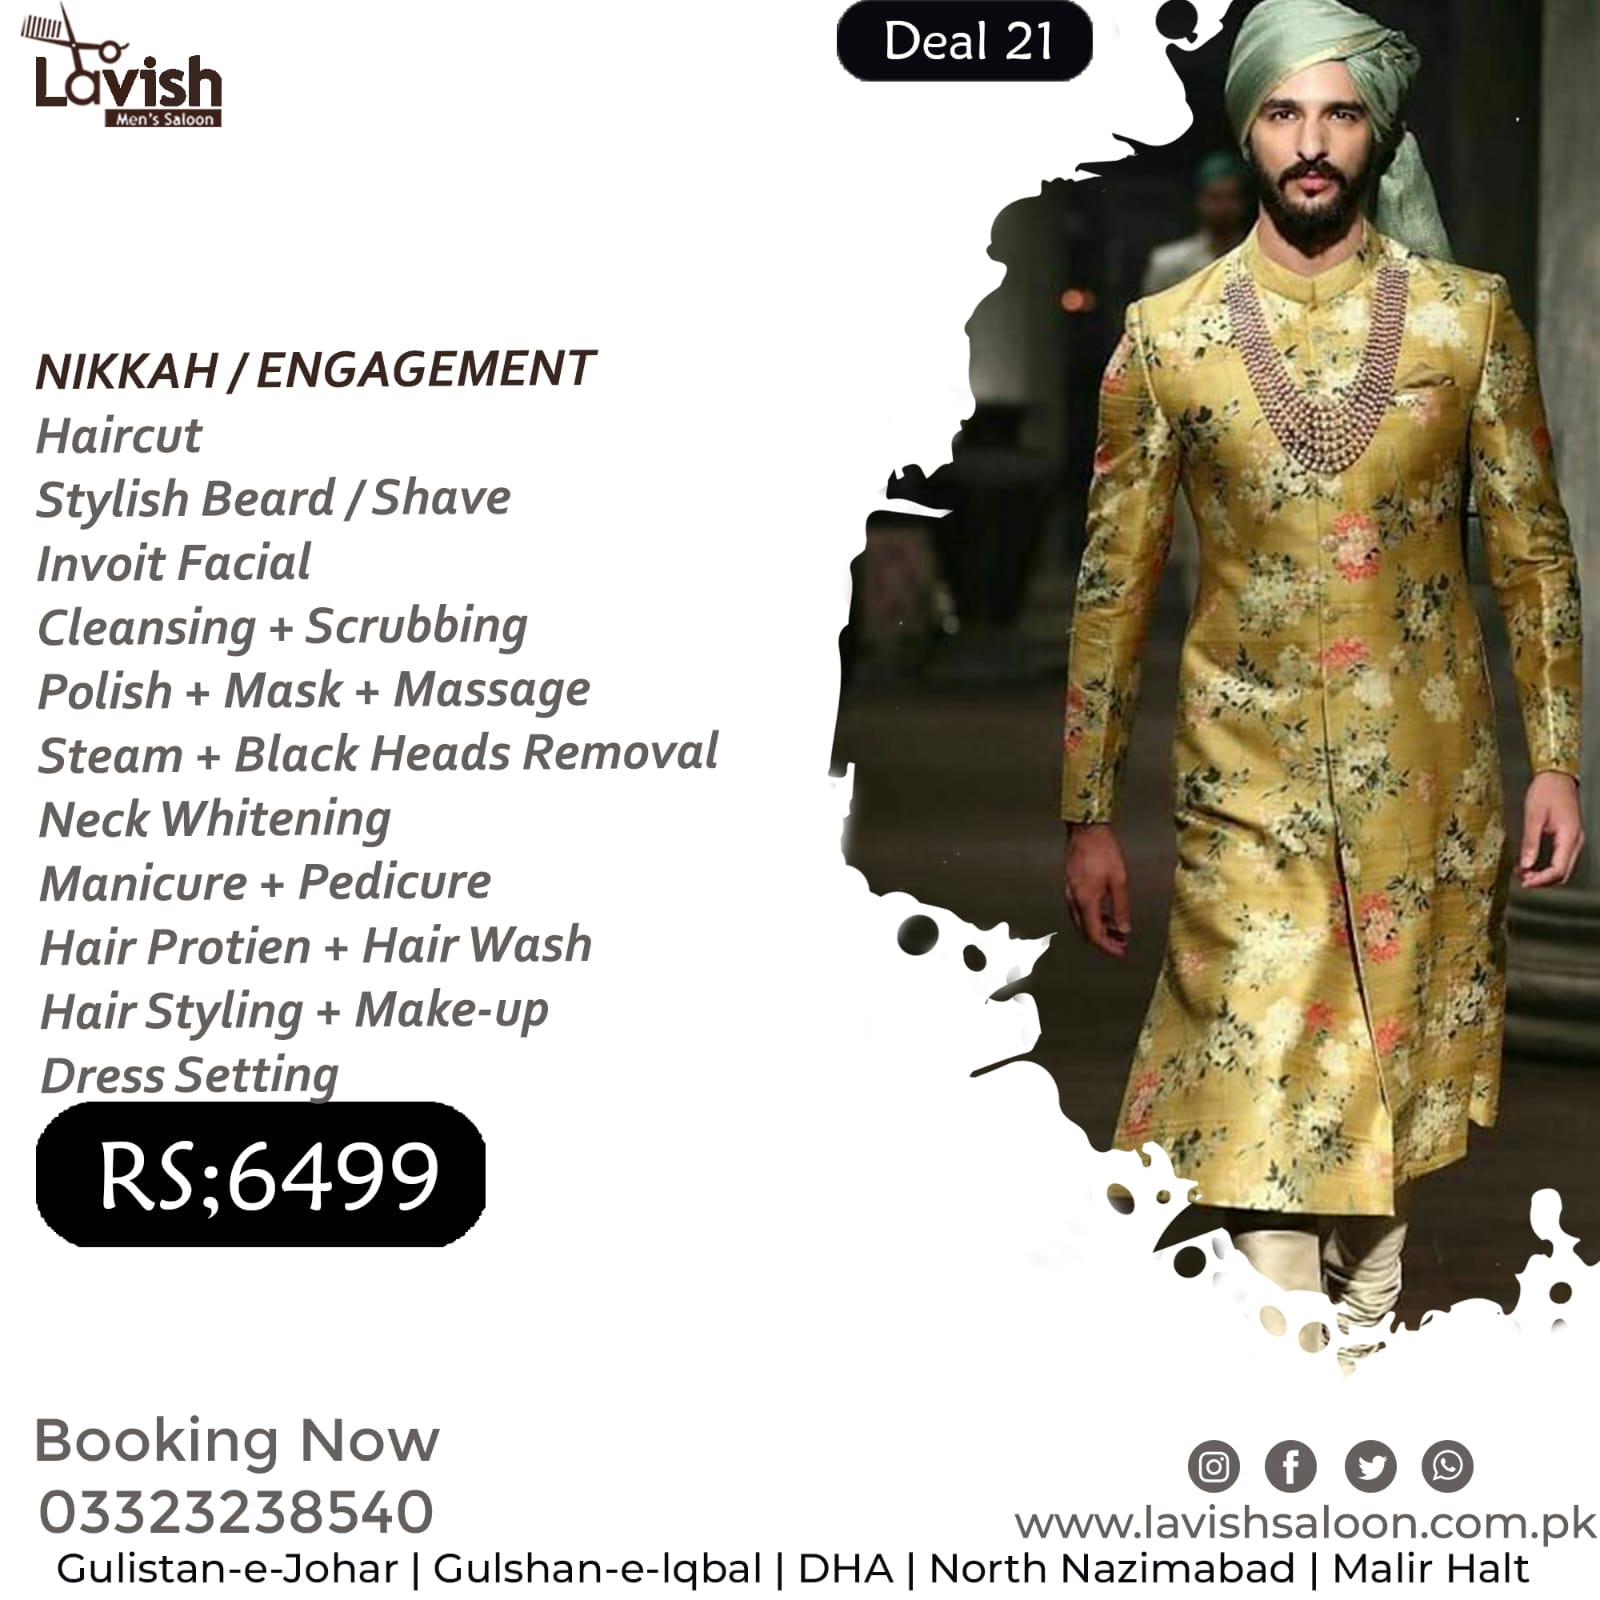 Lavish
Men's Saloon
Deal 21
NIKKAH / ENGAGEMENT
Haircut
Stylish Beard / Shave
Invoit Facial
Cleansing + Scrubbing
Polish + Mask + Massage
Steam + Black Heads Removal
Neck Whitening
Manicure + Pedicure
Hair Protien + Hair Wash
Hair Styling + Make-up
Dress Setting
RS;6499
Booking Now
03323238540
www.lavishsaloon.com.pk
Gulistan-e-Johar | Gulshan-e-Iqbal | DHA | North Nazimabad | Malir Halt